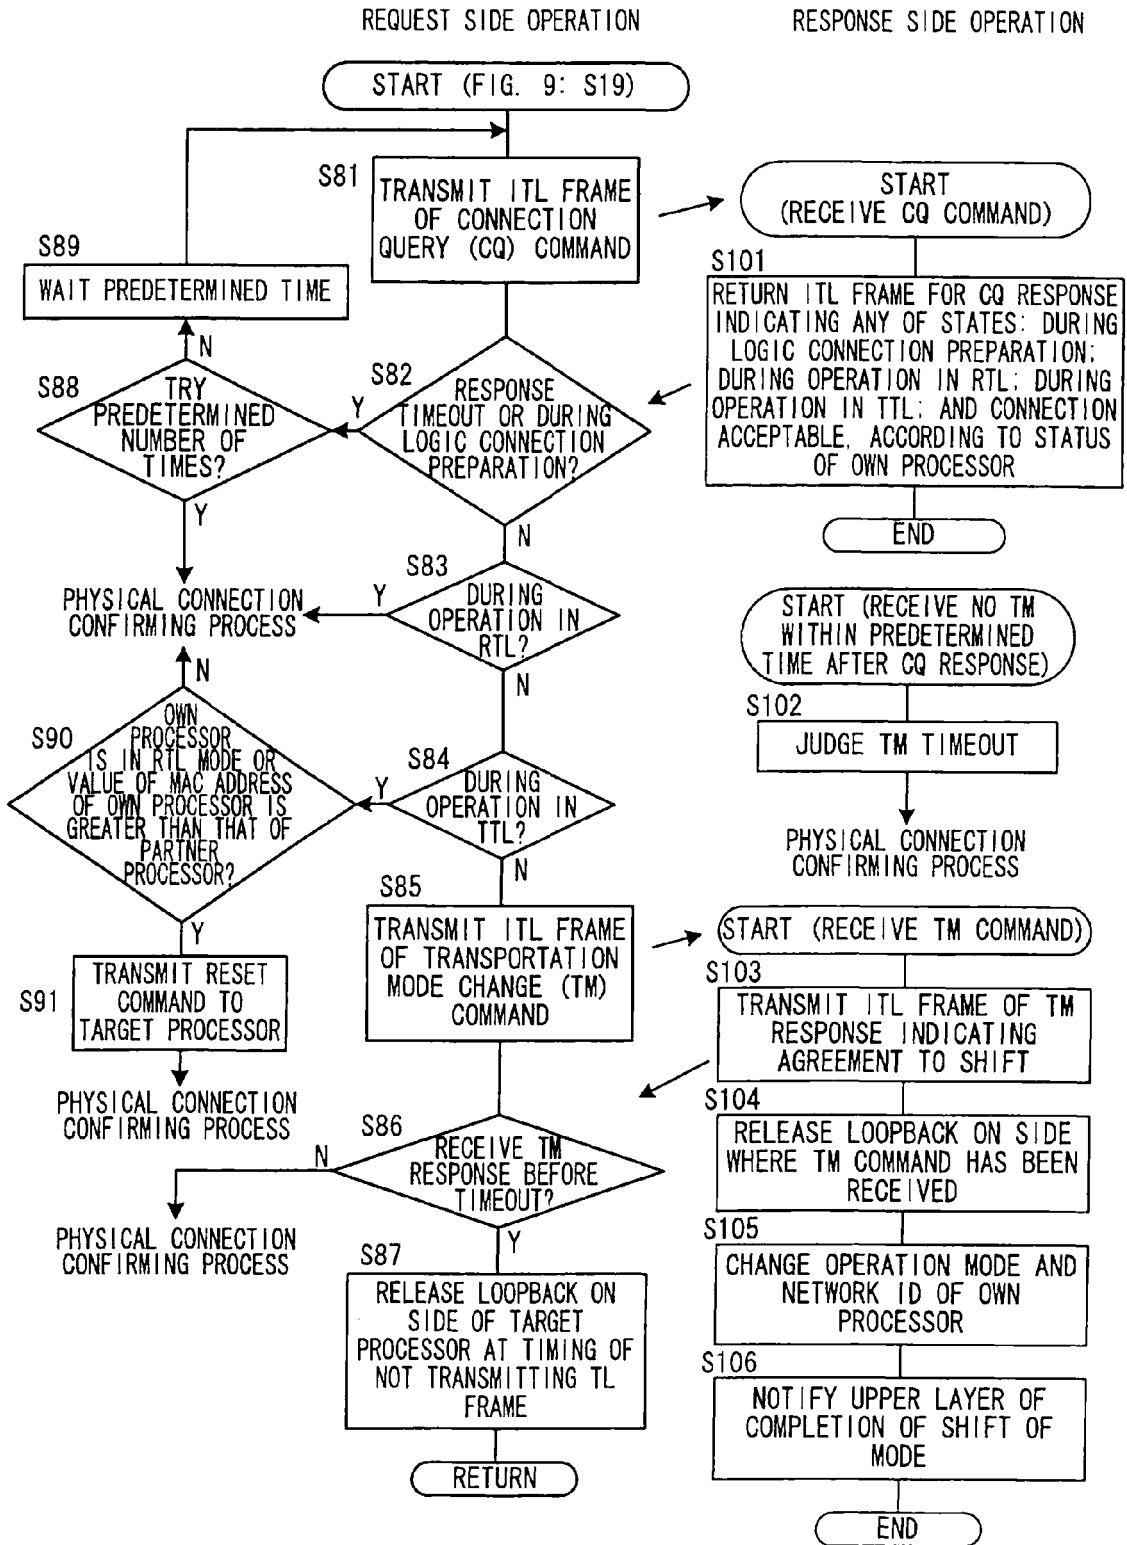 REQUEST SIDE OPERATION
RESPONSE SIDE OPERATION
START (FIG. 9: S19)
S81
TRANSMIT ITL FRAME
OF CONNECTION
QUERY (CQ) COMMAND
START
(RECEIVE CQ COMMAND)
S89
WAIT PREDETERMINED TIME
S101
RETURN ITL FRAME FOR CQ RESPONSE
INDICATING ANY OF STATES: DURING
LOGIC CONNECTION PREPARATION;
DURING OPERATION IN RTL; DURING
OPERATION IN TTL; AND CONNECTION
ACCEPTABLE, ACCORDING TO STATUS
OF OWN PROCESSOR
END
N
S88
TRY
PREDETERMINED
NUMBER OF
TIMES?
Y
S82
RESPONSE
TIMEOUT OR DURING
LOGIC CONNECTION
PREPARATION?
Y
N
PHYSICAL CONNECTION
CONFIRMING PROCESS
S83
Y
DURING
OPERATION IN
RTL?
N
START (RECEIVE NO TM
WITHIN PREDETERMINED
TIME AFTER CQ RESPONSE)
S102
JUDGE TM TIMEOUT
PHYSICAL CONNECTION
CONFIRMING PROCESS
N
S90
OWN
PROCESSOR
IS IN RTL MODE OR
VALUE OF MAC ADDRESS
OF OWN PROCESSOR IS
GREATER THAN THAT OF
PARTNER
PROCESSOR?
Y
S84
Y
DURING
OPERATION IN
TTL?
N
S91
TRANSMIT RESET
COMMAND TO
TARGET PROCESSOR
PHYSICAL CONNECTION
CONFIRMING PROCESS
S85
TRANSMIT ITL FRAME
OF TRANSPORTATION
MODE CHANGE (TM)
COMMAND
START (RECEIVE TM COMMAND)
S103
TRANSMIT ITL FRAME OF TM
RESPONSE INDICATING
AGREEMENT TO SHIFT
S86
N
RECEIVE TM
RESPONSE BEFORE
TIMEOUT?
Y
PHYSICAL CONNECTION
CONFIRMING PROCESS
S104
RELEASE LOOPBACK ON SIDE
WHERE TM COMMAND HAS BEEN
RECEIVED
S87
RELEASE LOOPBACK ON
SIDE OF TARGET
PROCESSOR AT TIMING OF
NOT TRANSMITTING TL
FRAME
RETURN
S105
CHANGE OPERATION MODE AND
NETWORK ID OF OWN
PROCESSOR
S106
NOTIFY UPPER LAYER OF
COMPLETION OF SHIFT OF
MODE
END